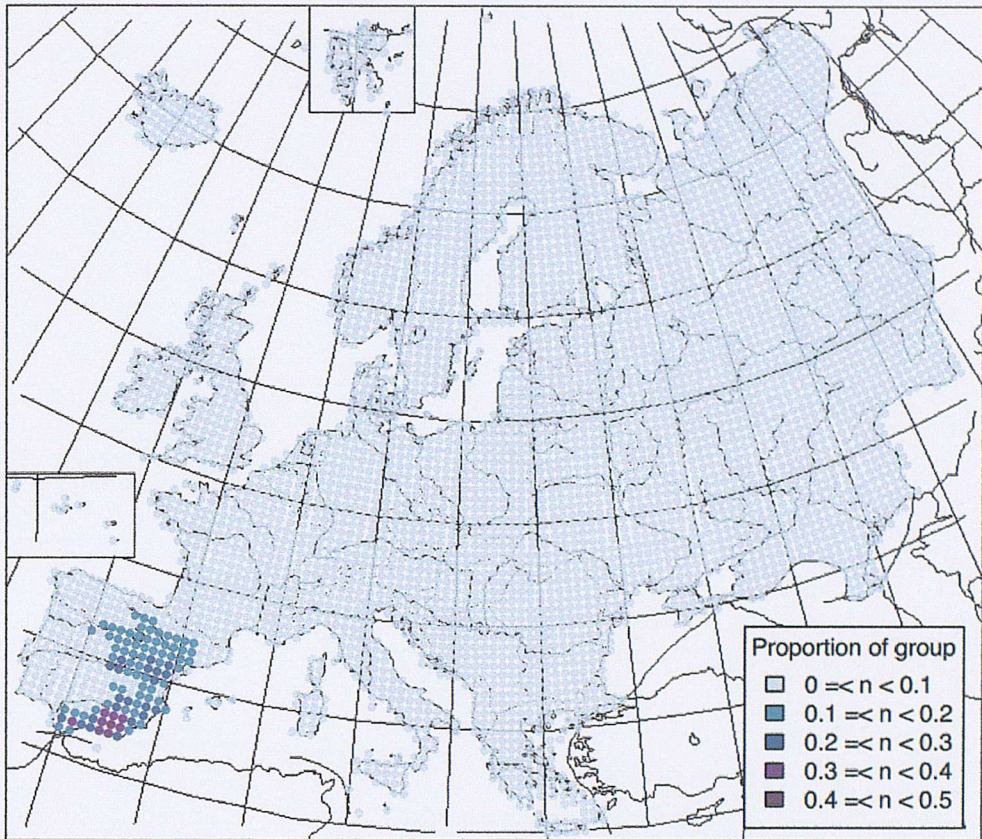 Proportion of group
0 =< n < 0.1
0.1 =< n < 0.2
0.2 =< n < 0.3
0.3 =< n < 0.4
0.4 =< n < 0.5